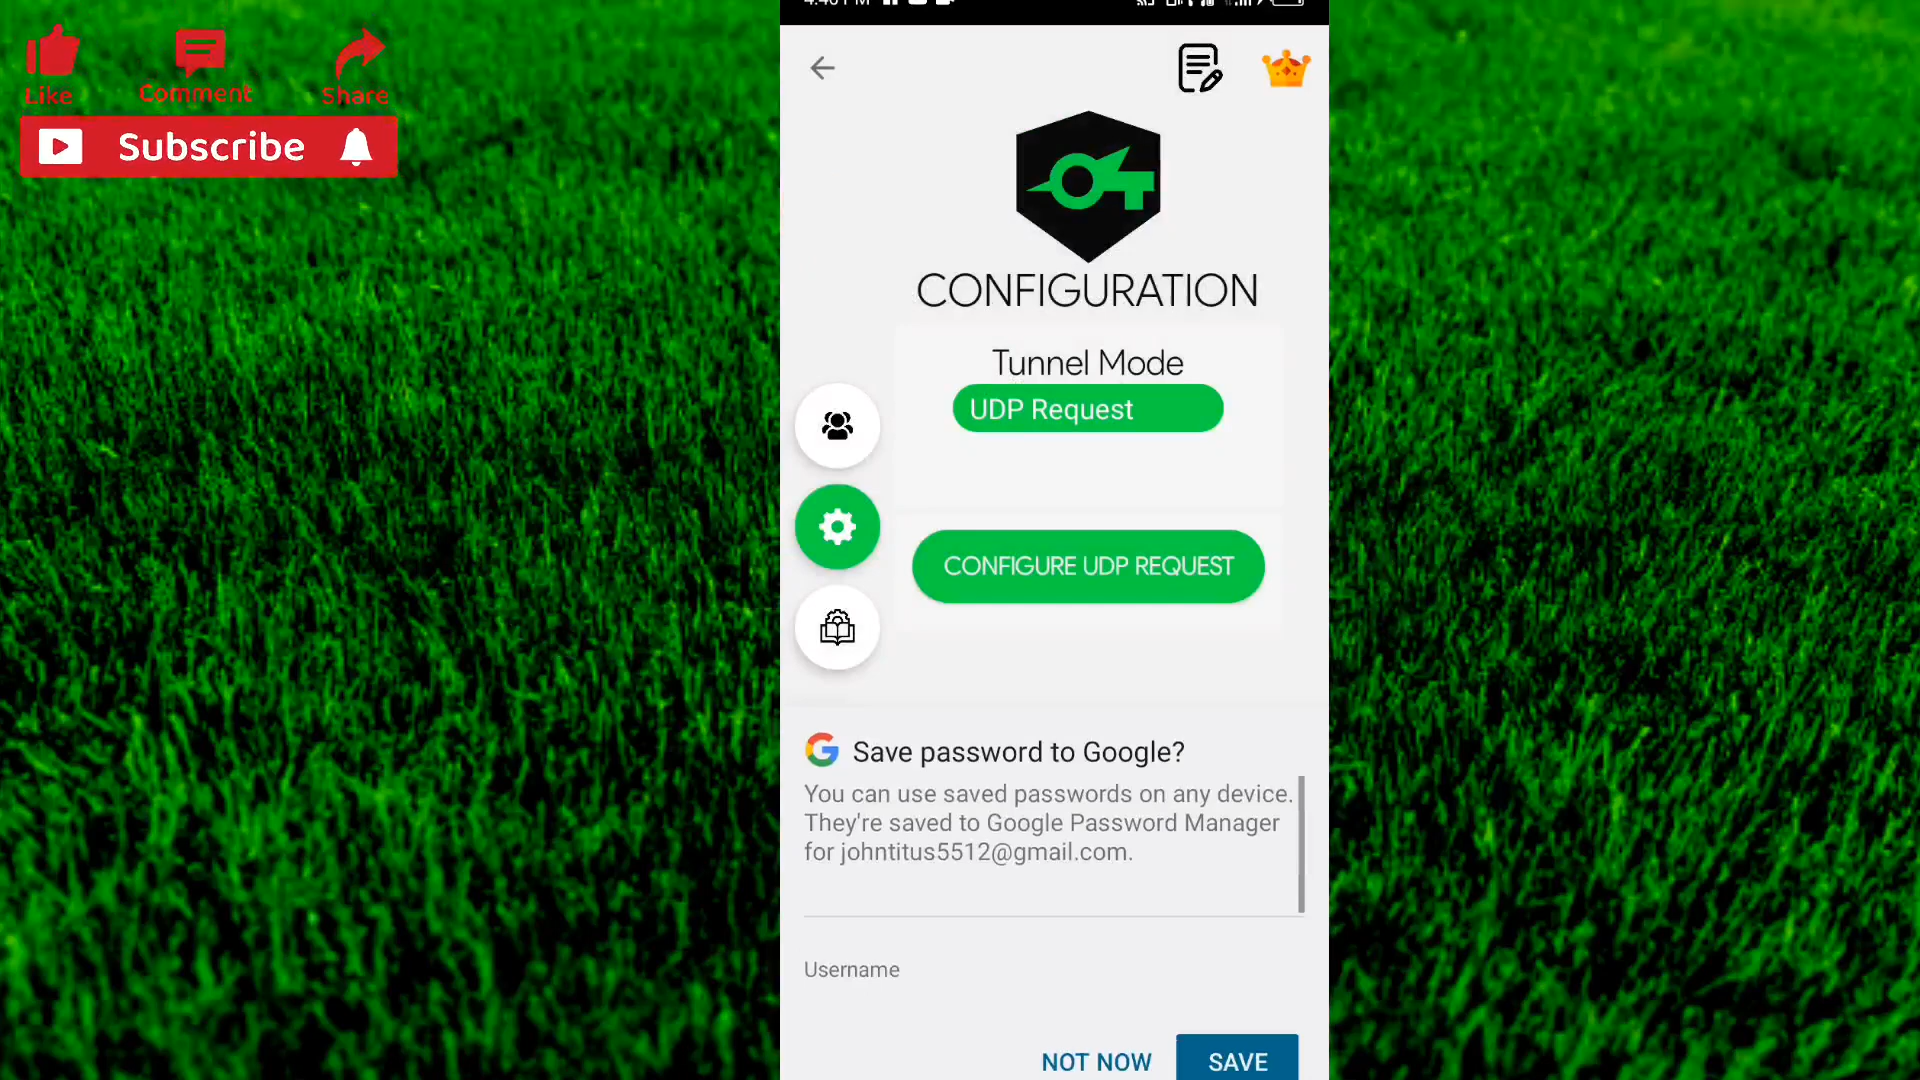 Like
Comment
Share
Subscribe
CONFIGURATION
Tunnel Mode
UDP Request
CONFIGURE UDP REQUEST
Save password to Google?
You can use saved passwords on any device.
They're saved to Google Password Manager
for johntitus5512@gmail.com.
Username
NOT NOW
SAVE